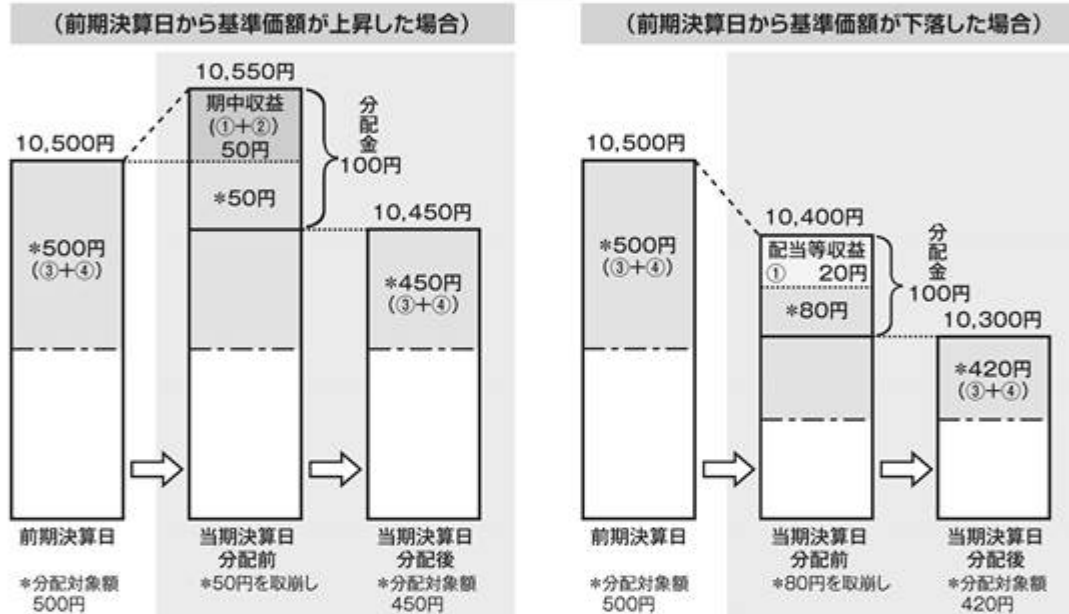 （前期決算日から基準価額が上昇した場合）
10,550円
期中収益
(①+②)
50円
*50円
分配金
100円
10,500円
*500円
(③+④)
10,450円
*450円
(③+④)
前期決算日
当期決算日
分配前
当期決算日
分配後
*分配対象額
500円
*50円を取崩し
*分配対象額
450円
（前期決算日から基準価額が下落した場合）
10,500円
*500円
(③+④)
10,400円
配当等収益
① 20円
*80円
分配金
100円
10,300円
*420円
(③+④)
前期決算日
当期決算日
分配前
当期決算日
分配後
*分配対象額
500円
*80円を取崩し
*分配対象額
420円